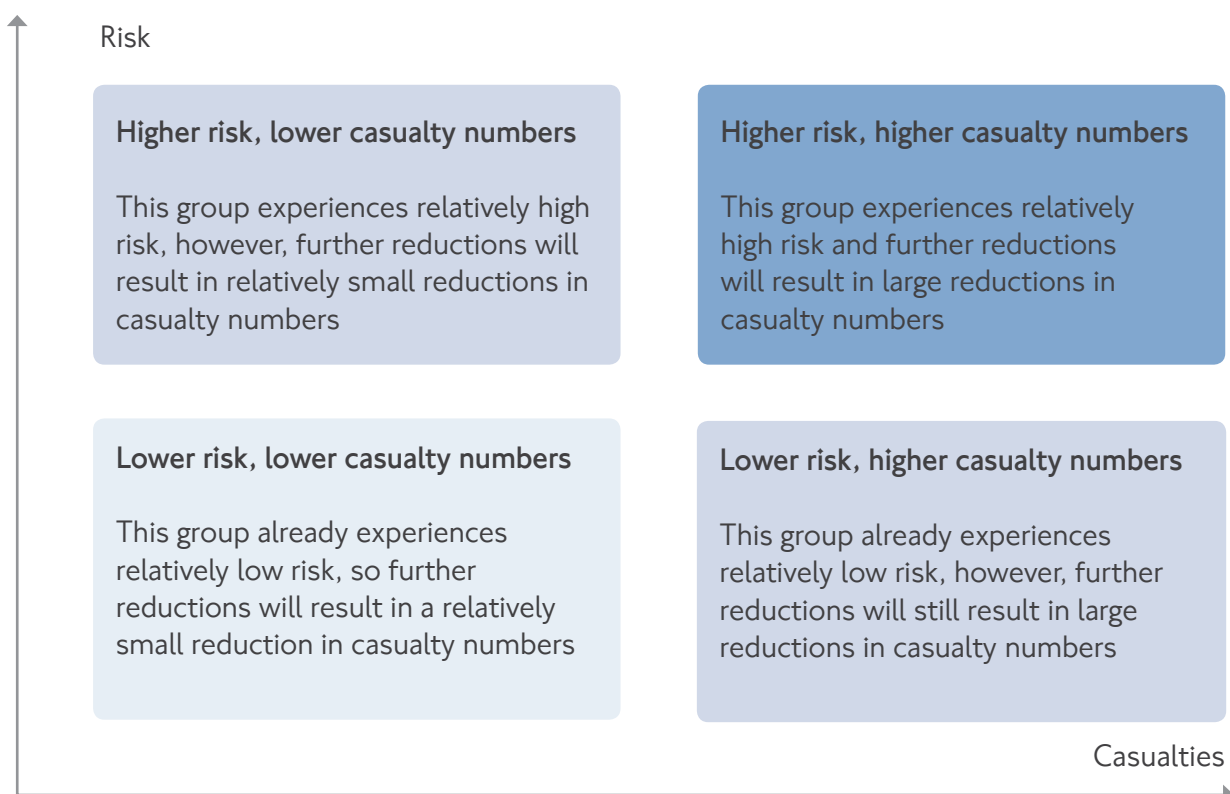 Risk
Higher risk, lower casualty numbers
This group experiences relatively high
risk, however, further reductions will
result in relatively small reductions in
casualty numbers
Higher risk, higher casualty numbers
This group experiences relatively
high risk and further reductions
will result in large reductions in
casualty numbers
Lower risk, lower casualty numbers
This group already experiences
relatively low risk, so further
reductions will result in a relatively
small reduction in casualty numbers
Lower risk, higher casualty numbers
This group already experiences
relatively low risk, however, further
reductions will still result in large
reductions in casualty numbers
Casualties